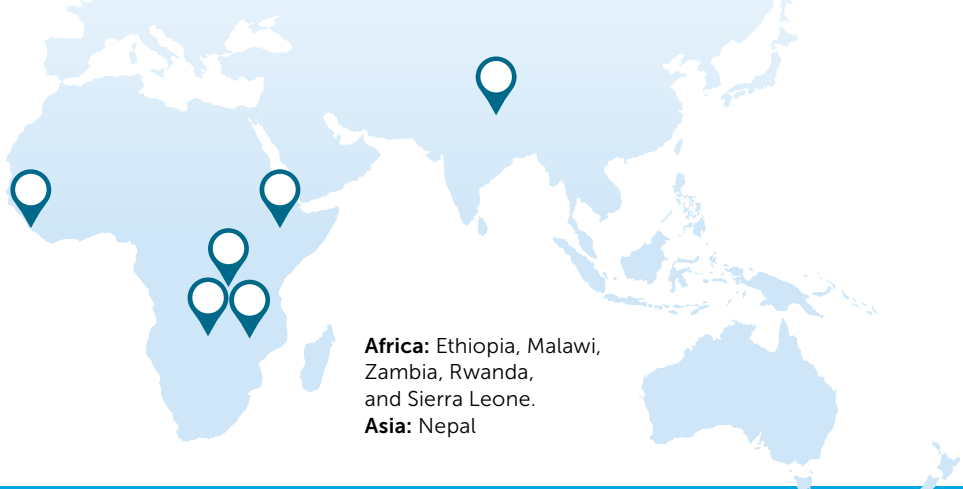 Africa: Ethiopia, Malawi,
Zambia, Rwanda,
and Sierra Leone.
Asia: Nepal